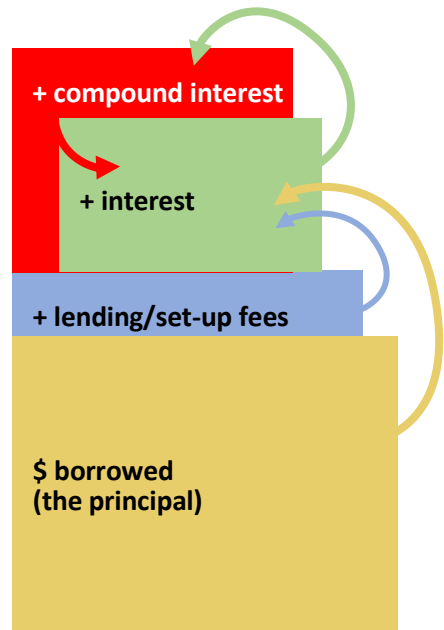 + compound interest
+ interest
+ lending/set-up fees
$ borrowed
(the principal)